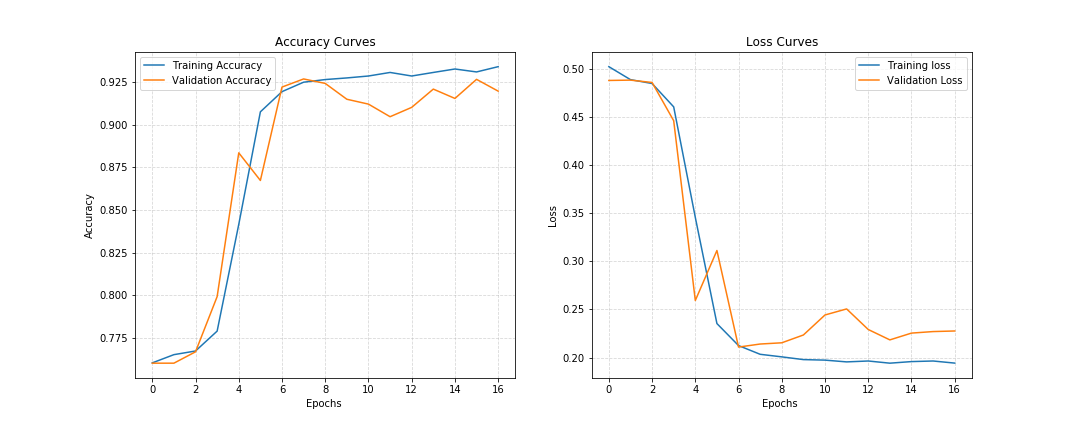 Accuracy Curves
Training Accuracy
Validation Accuracy
0.925
0.900
0.875
0.850
0.825
0.800
0.775
Accuracy
0 2 4 6 8 10 12 14 16
Epochs
Loss Curves
Training loss
Validation Loss
0.50
0.45
0.40
0.35
0.30
0.25
0.20
Loss
0 2 4 6 8 10 12 14 16
Epochs